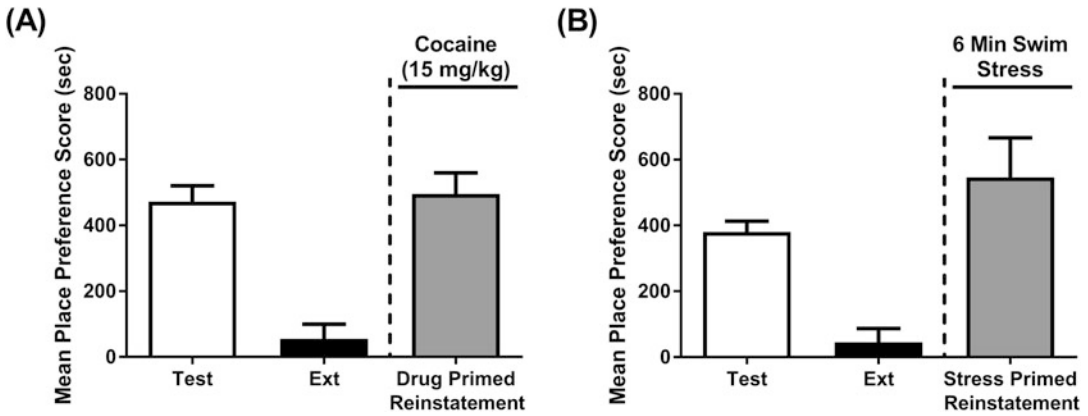 (A)
Cocaine
(15 mg/kg)
Mean Place Preference Score (sec)
800
600
400
200
0
Test
Ext
Drug Primed
Reinstatement
(B)
6 Min Swim
Stress
Mean Place Preference Score (sec)
800
600
400
200
0
Test
Ext
Stress Primed
Reinstatement